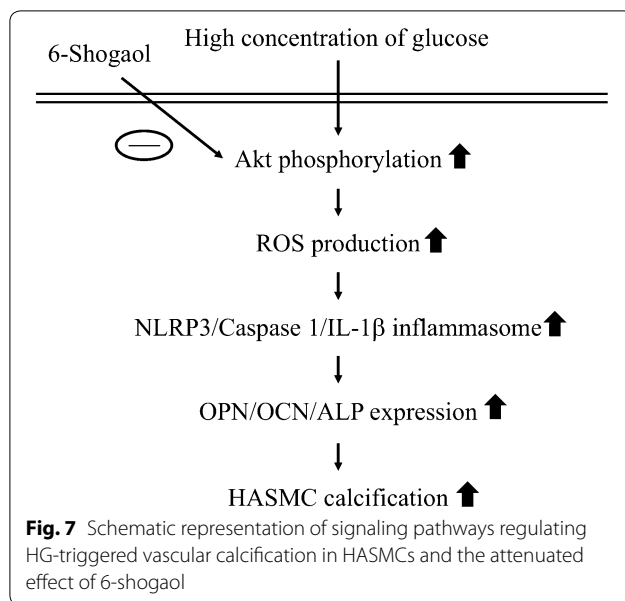 High concentration of glucose
6-Shogaol
Akt phosphorylation
ROS production
NLRP3/Caspase 1/IL-1β inflammasome
OPN/OCN/ALP expression
HASMC calcification
Fig. 7 Schematic representation of signaling pathways regulating
HG-triggered vascular calcification in HASMCs and the attenuated
effect of 6-shogaol